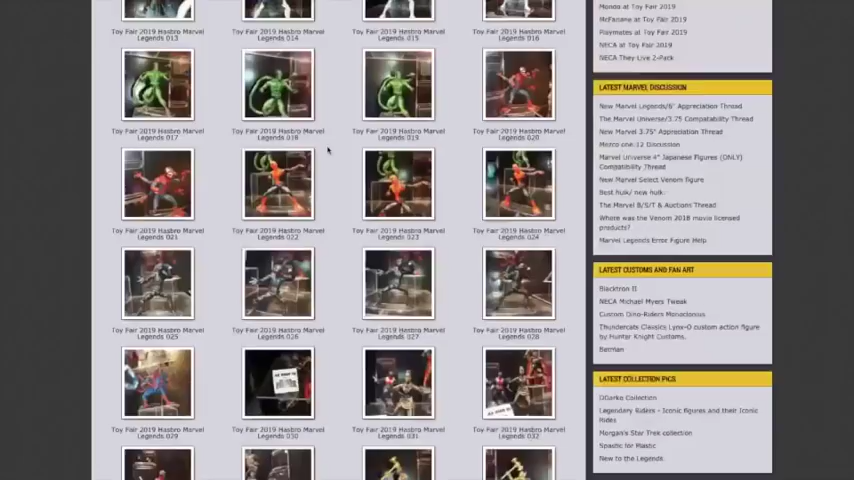 Toy Fair 2019 Hasbro Marvel
Legends 013
Toy Fair 2019 Hasbro Marvel
Legends 014
Toy Fair 2019 Hasbro Marvel
Legends 015
Toy Fair 2019 Hasbro Marvel
Legends 016
Toy Fair 2019 Hasbro Marvel
Legends 017
Toy Fair 2019 Hasbro Marvel
Legends 018
Toy Fair 2019 Hasbro Marvel
Legends 019
Toy Fair 2019 Hasbro Marvel
Legends 020
Toy Fair 2019 Hasbro Marvel
Legends 021
Toy Fair 2019 Hasbro Marvel
Legends 022
Toy Fair 2019 Hasbro Marvel
Legends 023
Toy Fair 2019 Hasbro Marvel
Legends 024
Toy Fair 2019 Hasbro Marvel
Legends 025
Toy Fair 2019 Hasbro Marvel
Legends 026
Toy Fair 2019 Hasbro Marvel
Legends 027
Toy Fair 2019 Hasbro Marvel
Legends 028
Toy Fair 2019 Hasbro Marvel
Legends 029
Toy Fair 2019 Hasbro Marvel
Legends 030
Toy Fair 2019 Hasbro Marvel
Legends 031
Toy Fair 2019 Hasbro Marvel
Legends 032
Mondo at Toy Fair 2019
McFarlane at Toy Fair 2019
Playmates at Toy Fair 2019
NECA at Toy Fair 2019
NECA They Live 2-Pack
LATEST MARVEL DISCUSSION
New Marvel Legends/6" Appreciation Thread
The Marvel Universe/3.75 Compatability Thread
New Marvel 3.75" Appreciation Thread
Mezco one:12 Discussion
Marvel Universe 4" Japanese Figures (ONLY)
Compatibility Thread
New Marvel Select Venom figure
Best hulk/ new hulk
The Marvel B/S/T & Auctions Thread
Where was the Venom 2018 movie licensed
products?
Marvel Legends Error Figure Help
LATEST CUSTOMS AND FAN ART
Blacktron II
NECA Michael Myers Tweak
Custom Dino-Riders Monoclonius
Thundercats Classics Lynx-O custom action figure
by Hunter Knight Customs.
Batman
LATEST COLLECTION PICS
DDarko Collection
Legendary Riders - Iconic figures and their Iconic
Rides
Morgan's Star Trek collection
Spastic for Plastic
New to the Legends